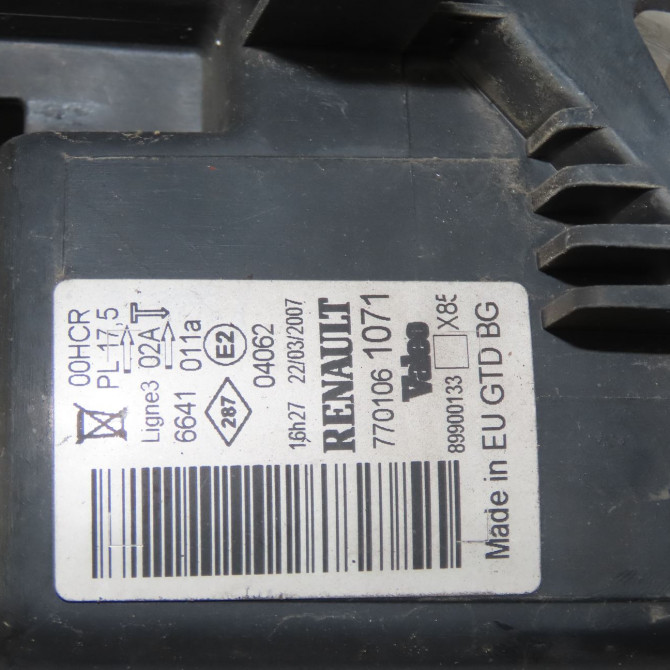 00HCR
PL 17,5
Ligne3 02A
6641 011a
287 E2
04062
16h27 22/03/2007
RENAULT
770106 1071
Valeo
89900133 X85
Made in EU GTD BG